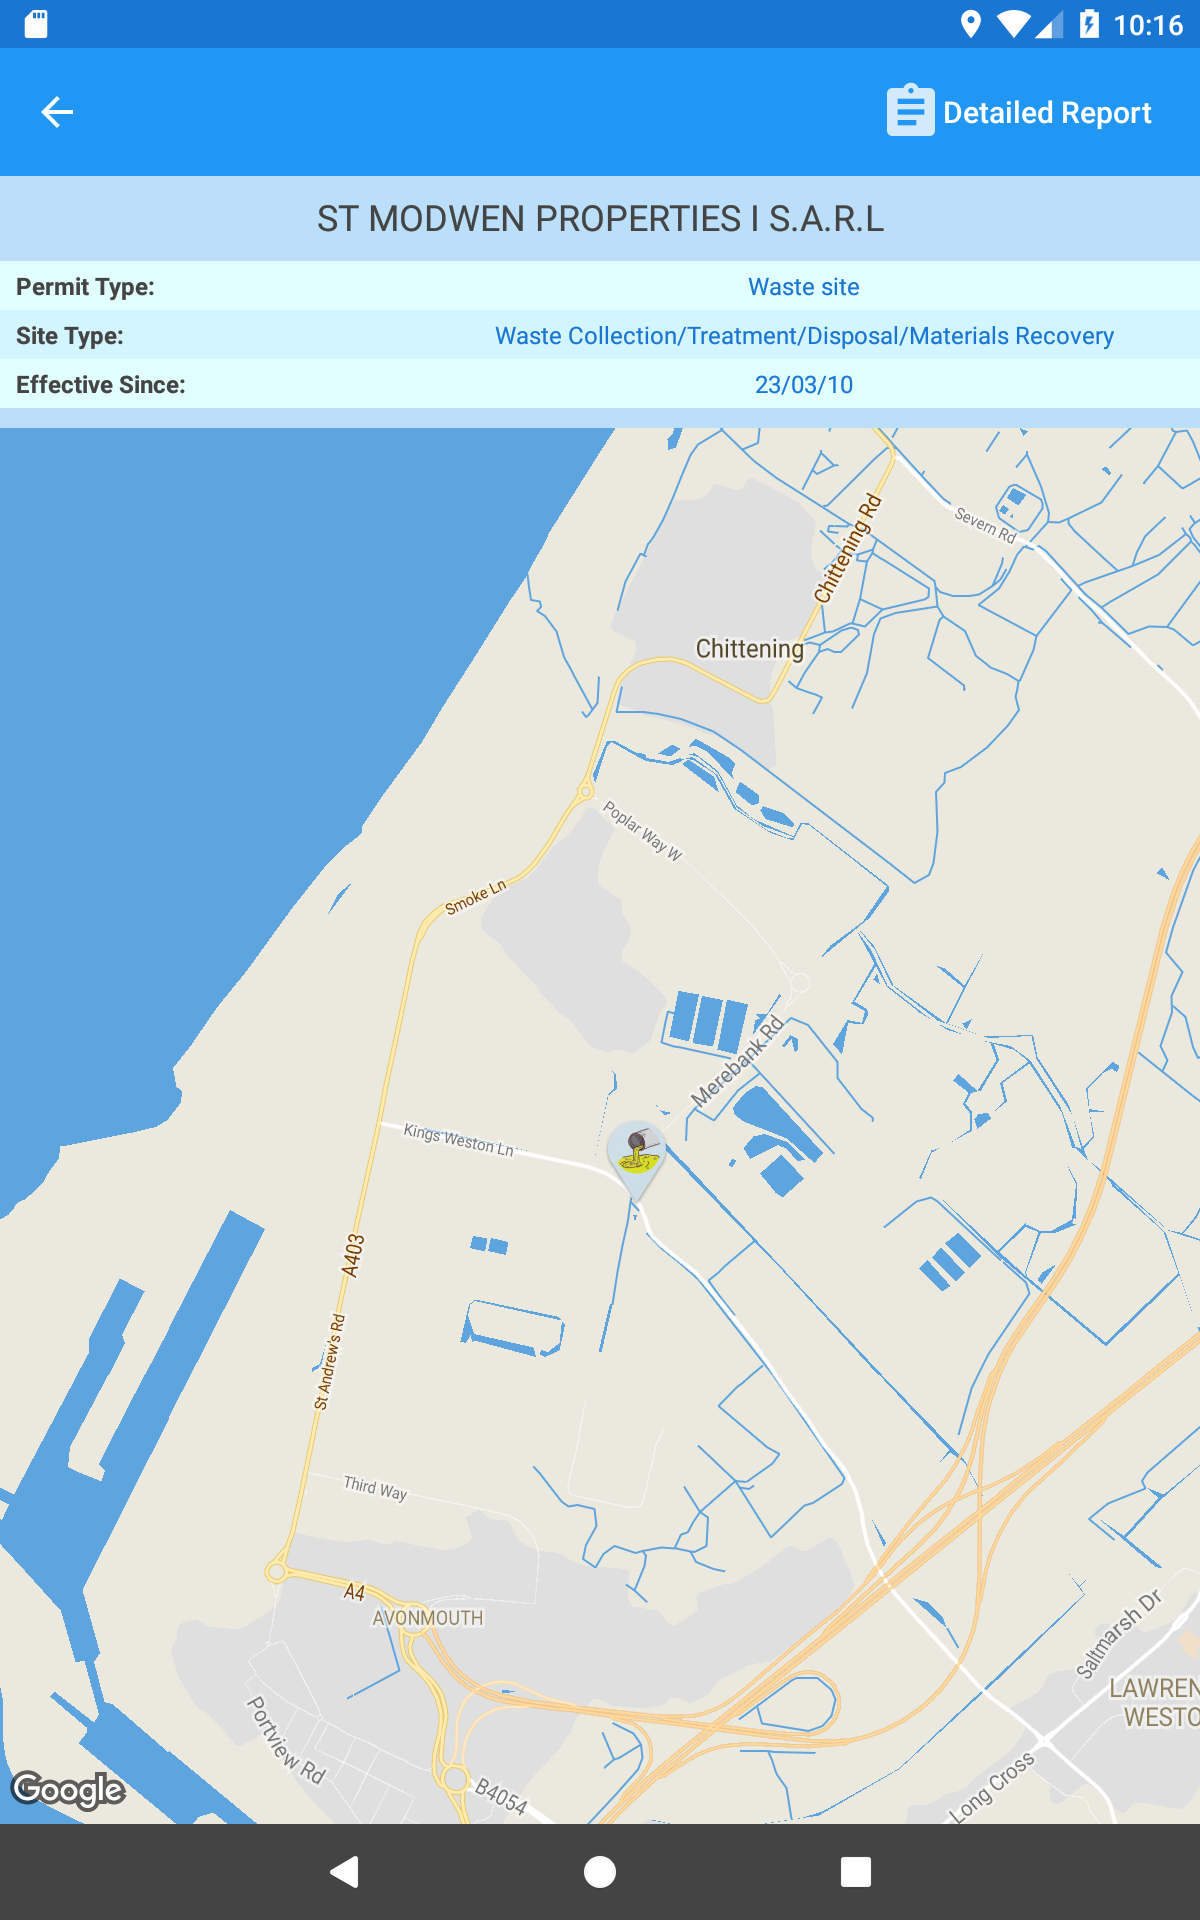 10:16
Detailed Report
ST MODWEN PROPERTIES I S.A.R.L
Permit Type: Waste site
Site Type: Waste Collection/Treatment/Disposal/Materials Recovery
Effective Since: 23/03/10
Chittening Rd
Severn Rd
Chittening
Poplar Way W
Smoke Ln
Merebank Rd
Kings Weston Ln
A403
St Andrew's Rd
Third Way
A4
AVONMOUTH
Saltmarsh Dr
LAWREN
WESTO
Portview Rd
Long Cross
B4054
Google